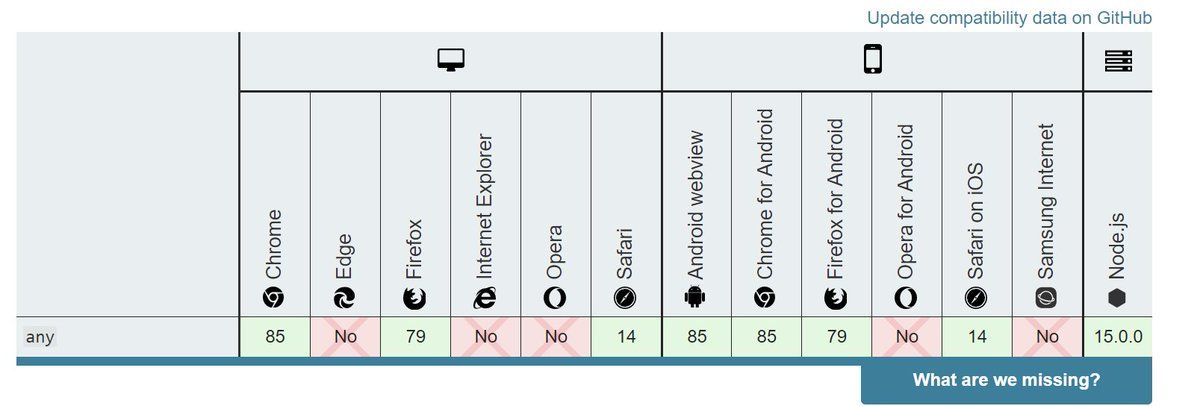 Update compatibility data on GitHub
Chrome
Edge
Firefox
Internet Explorer
Opera
Safari
Android webview
Chrome for Android
Firefox for Android
Opera for Android
Safari on iOS
Samsung Internet
Node.js
any 85 No 79 No No 14 85 85 79 No 14 No 15.0.0
What are we missing?